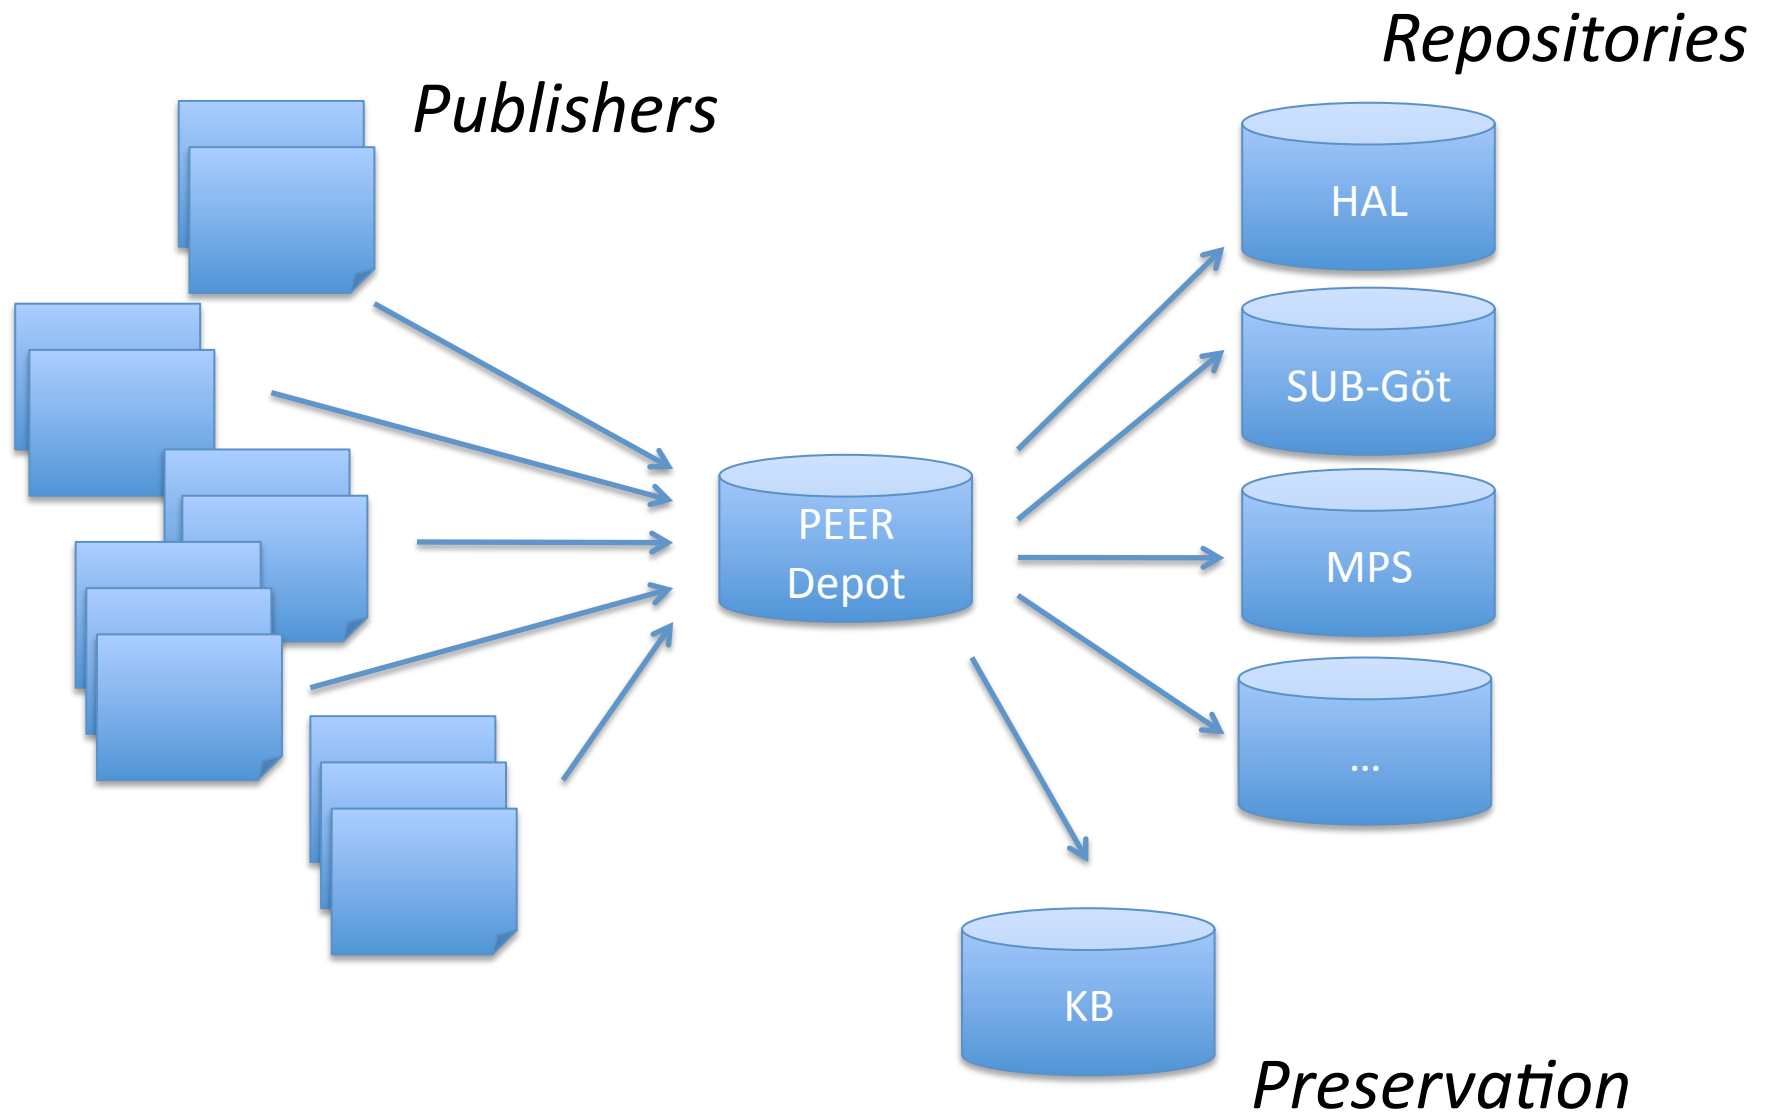 Repositories
Publishers
HAL
SUB-Göt
PEER
Depot
MPS
...
KB
Preservation